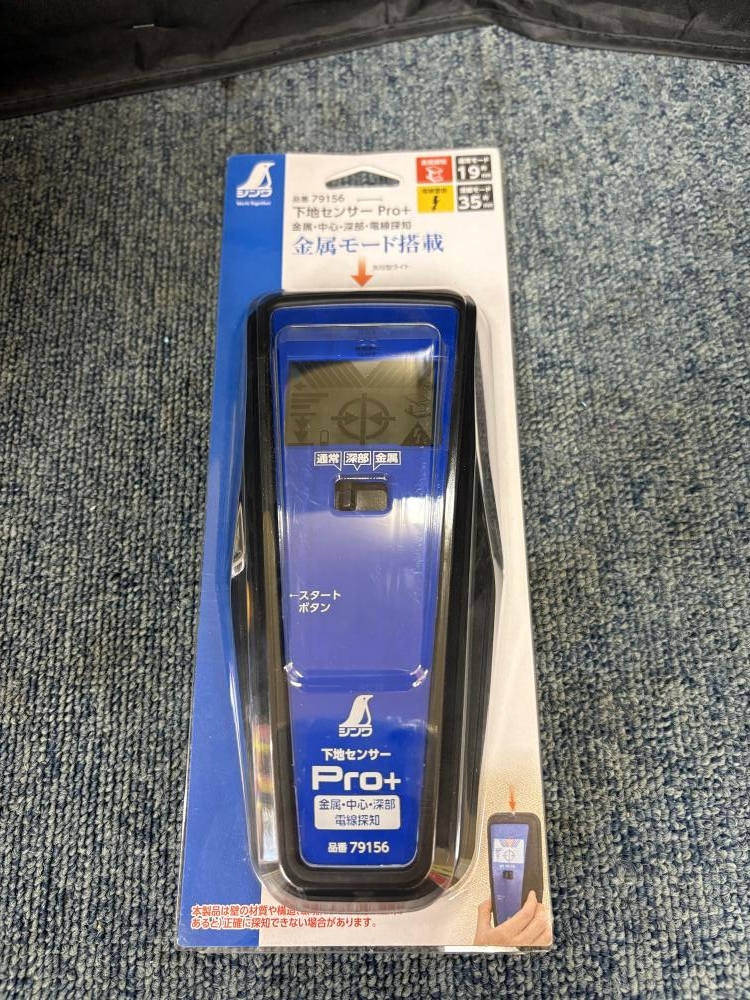 シンワ
品番 79156
下地センサー Pro+
金属・中心・深部・電線探知
金属モード搭載
通常モード
19
35
通常 深部 金属
←スタート
ボタン
シンワ
下地センサー
Pro+
金属・中心・深部
電線探知
品番 79156
本製品は壁の材質や構造、
あると)正確に探知できない場合があります。